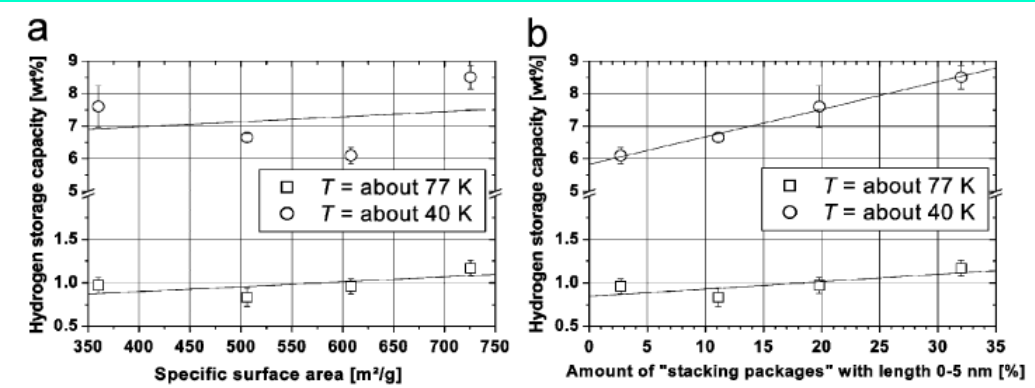 a
Hydrogen storage capacity [wt%]
9
8
7
6
5
1.5
1.0
0.5
T = about 77 K
T = about 40 K
350 400 450 500 550 600 650 700 750
Specific surface area [m²/g]
b
Hydrogen storage capacity [wt%]
9
8
7
6
5
1.5
1.0
0.5
T = about 77 K
T = about 40 K
0 5 10 15 20 25 30 35
Amount of "stacking packages" with length 0-5 nm [%]